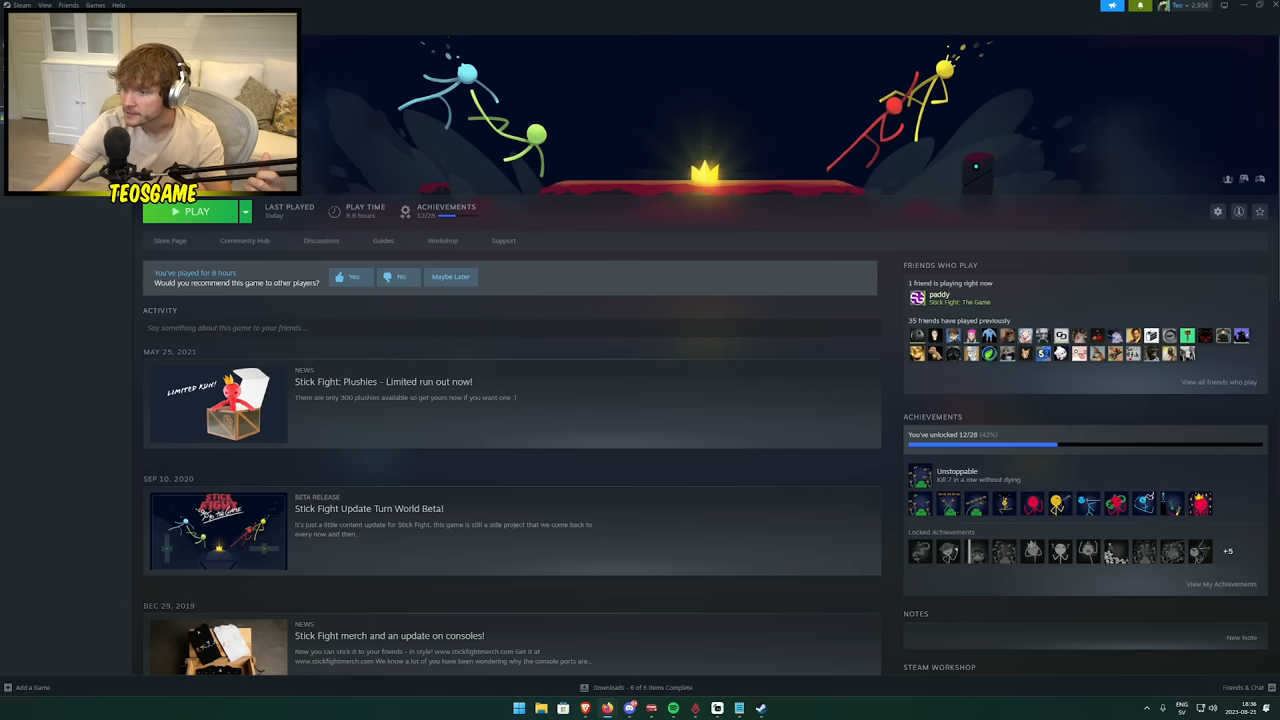 Steam View Friends Games Help
Teo 2,95€
TEOSGAME
PLAY
LAST PLAYED
Today
PLAY TIME
8.6 hours
ACHIEVEMENTS
12/28
Store Page Community Hub Discussions Guides Workshop Support
You've played for 8 hours
Would you recommend this game to other players?
Yes
No
Maybe Later
ACTIVITY
Say something about this game to your friends...
MAY 25, 2021
LIMITED RUN!
NEWS
Stick Fight: Plushies - Limited run out now!
There are only 300 plushies available so get yours now if you want one :)
SEP 10, 2020
STICK FIGHT
THE GAME
BETA RELEASE
Stick Fight Update Turn World Beta!
It's just a little content update for Stick Fight, this game is still a side project that we come back to
every now and then.
DEC 29, 2019
NEWS
Stick Fight merch and an update on consoles!
Now you can stick it to your friends - in style! www.stickfightmerch.com Get it at
www.stickfightmerch.com We know a lot of you have been wondering why the console ports are...
FRIENDS WHO PLAY
1 friend is playing right now
paddy
Stick Fight: The Game
35 friends have played previously
View all friends who play
ACHIEVEMENTS
You've unlocked 12/28 (42%)
Unstoppable
Kill 7 in a row without dying
Locked Achievements
+5
View My Achievements
NOTES
New Note
STEAM WORKSHOP
Add a Game
Downloads - 6 of 6 Items Complete
Friends & Chat
ENG
SV
18:36
2023-08-21